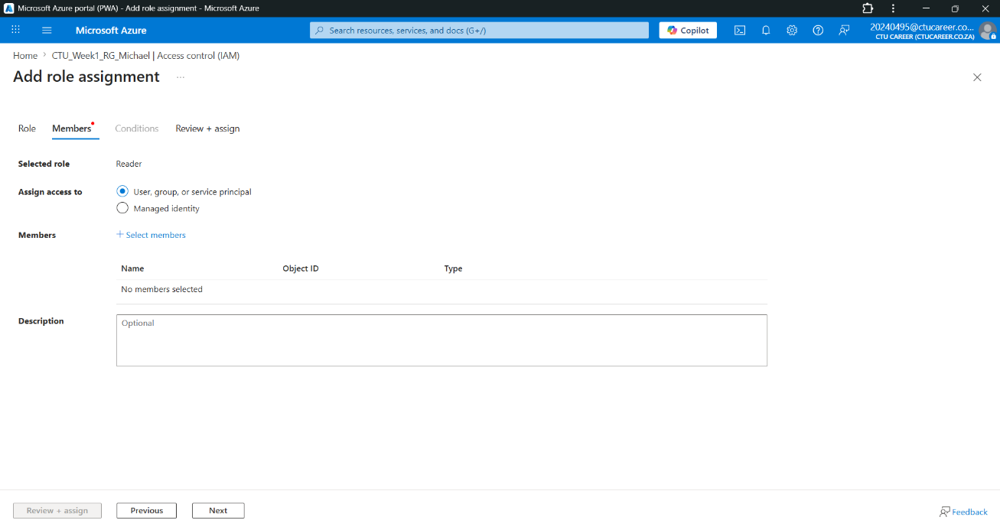 Microsoft Azure portal (PWA) - Add role assignment - Microsoft Azure
Microsoft Azure
Search resources, services, and docs (G+/)
Copilot
20240495@ctucareer.co...
CTU CAREER (CTUCAREER.CO.ZA)
Home > CTU_Week1_RG_Michael | Access control (IAM)
Add role assignment ...
Role Members Conditions Review + assign
Selected role Reader
Assign access to User, group, or service principal
Managed identity
Members + Select members
Name Object ID Type
No members selected
Description Optional
Review + assign Previous Next Feedback